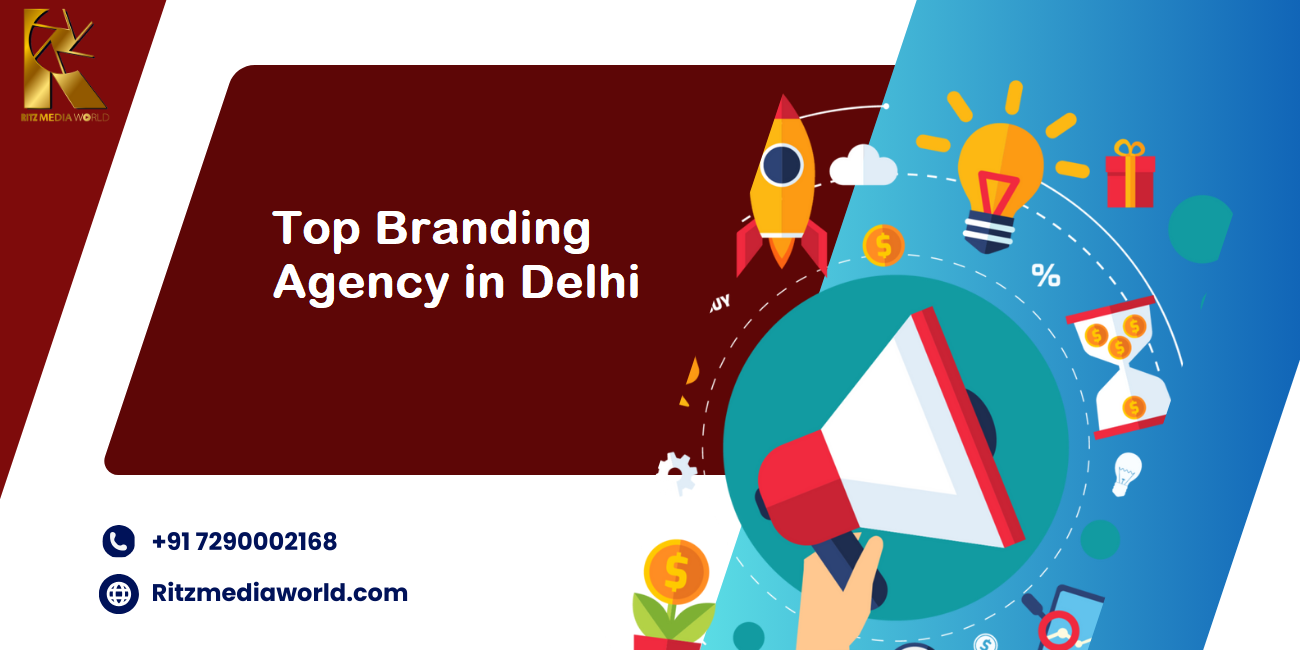 RITZ MEDIA WORLD
Top Branding
Agency in Delhi
%
+91 7290002168
Ritzmediaworld.com